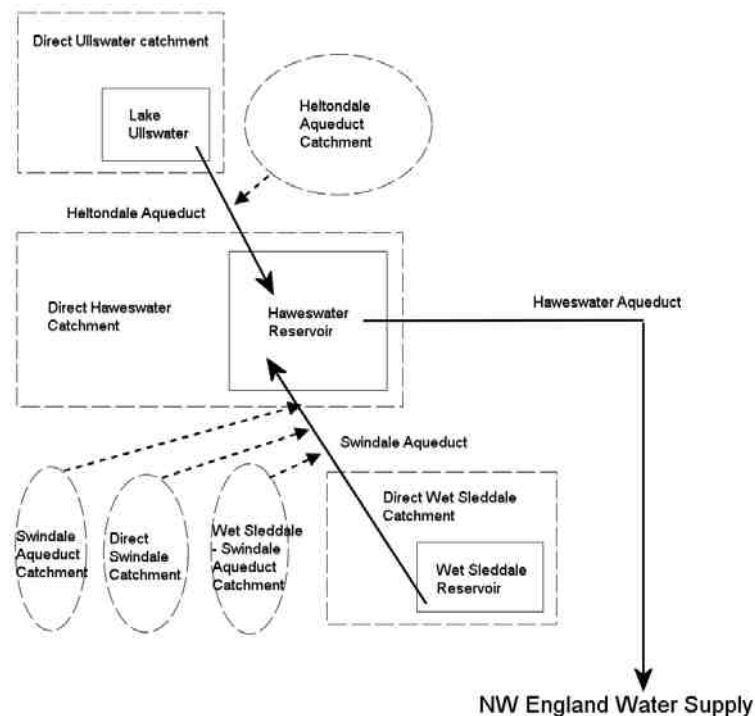 Direct Ullswater catchment
Lake
Ullswater
Heltondale
Aqueduct
Catchment
Heltondale Aqueduct
Direct Haweswater
Catchment
Haweswater
Reservoir
Haweswater Aqueduct
Swindale Aqueduct
Swindale
Aqueduct
Catchment
Direct
Swindale
Catchment
Wet Sleddale
- Swindale
Aqueduct
Catchment
Direct Wet Sleddale
Catchment
Wet Sleddale
Reservoir
NW England Water Supply